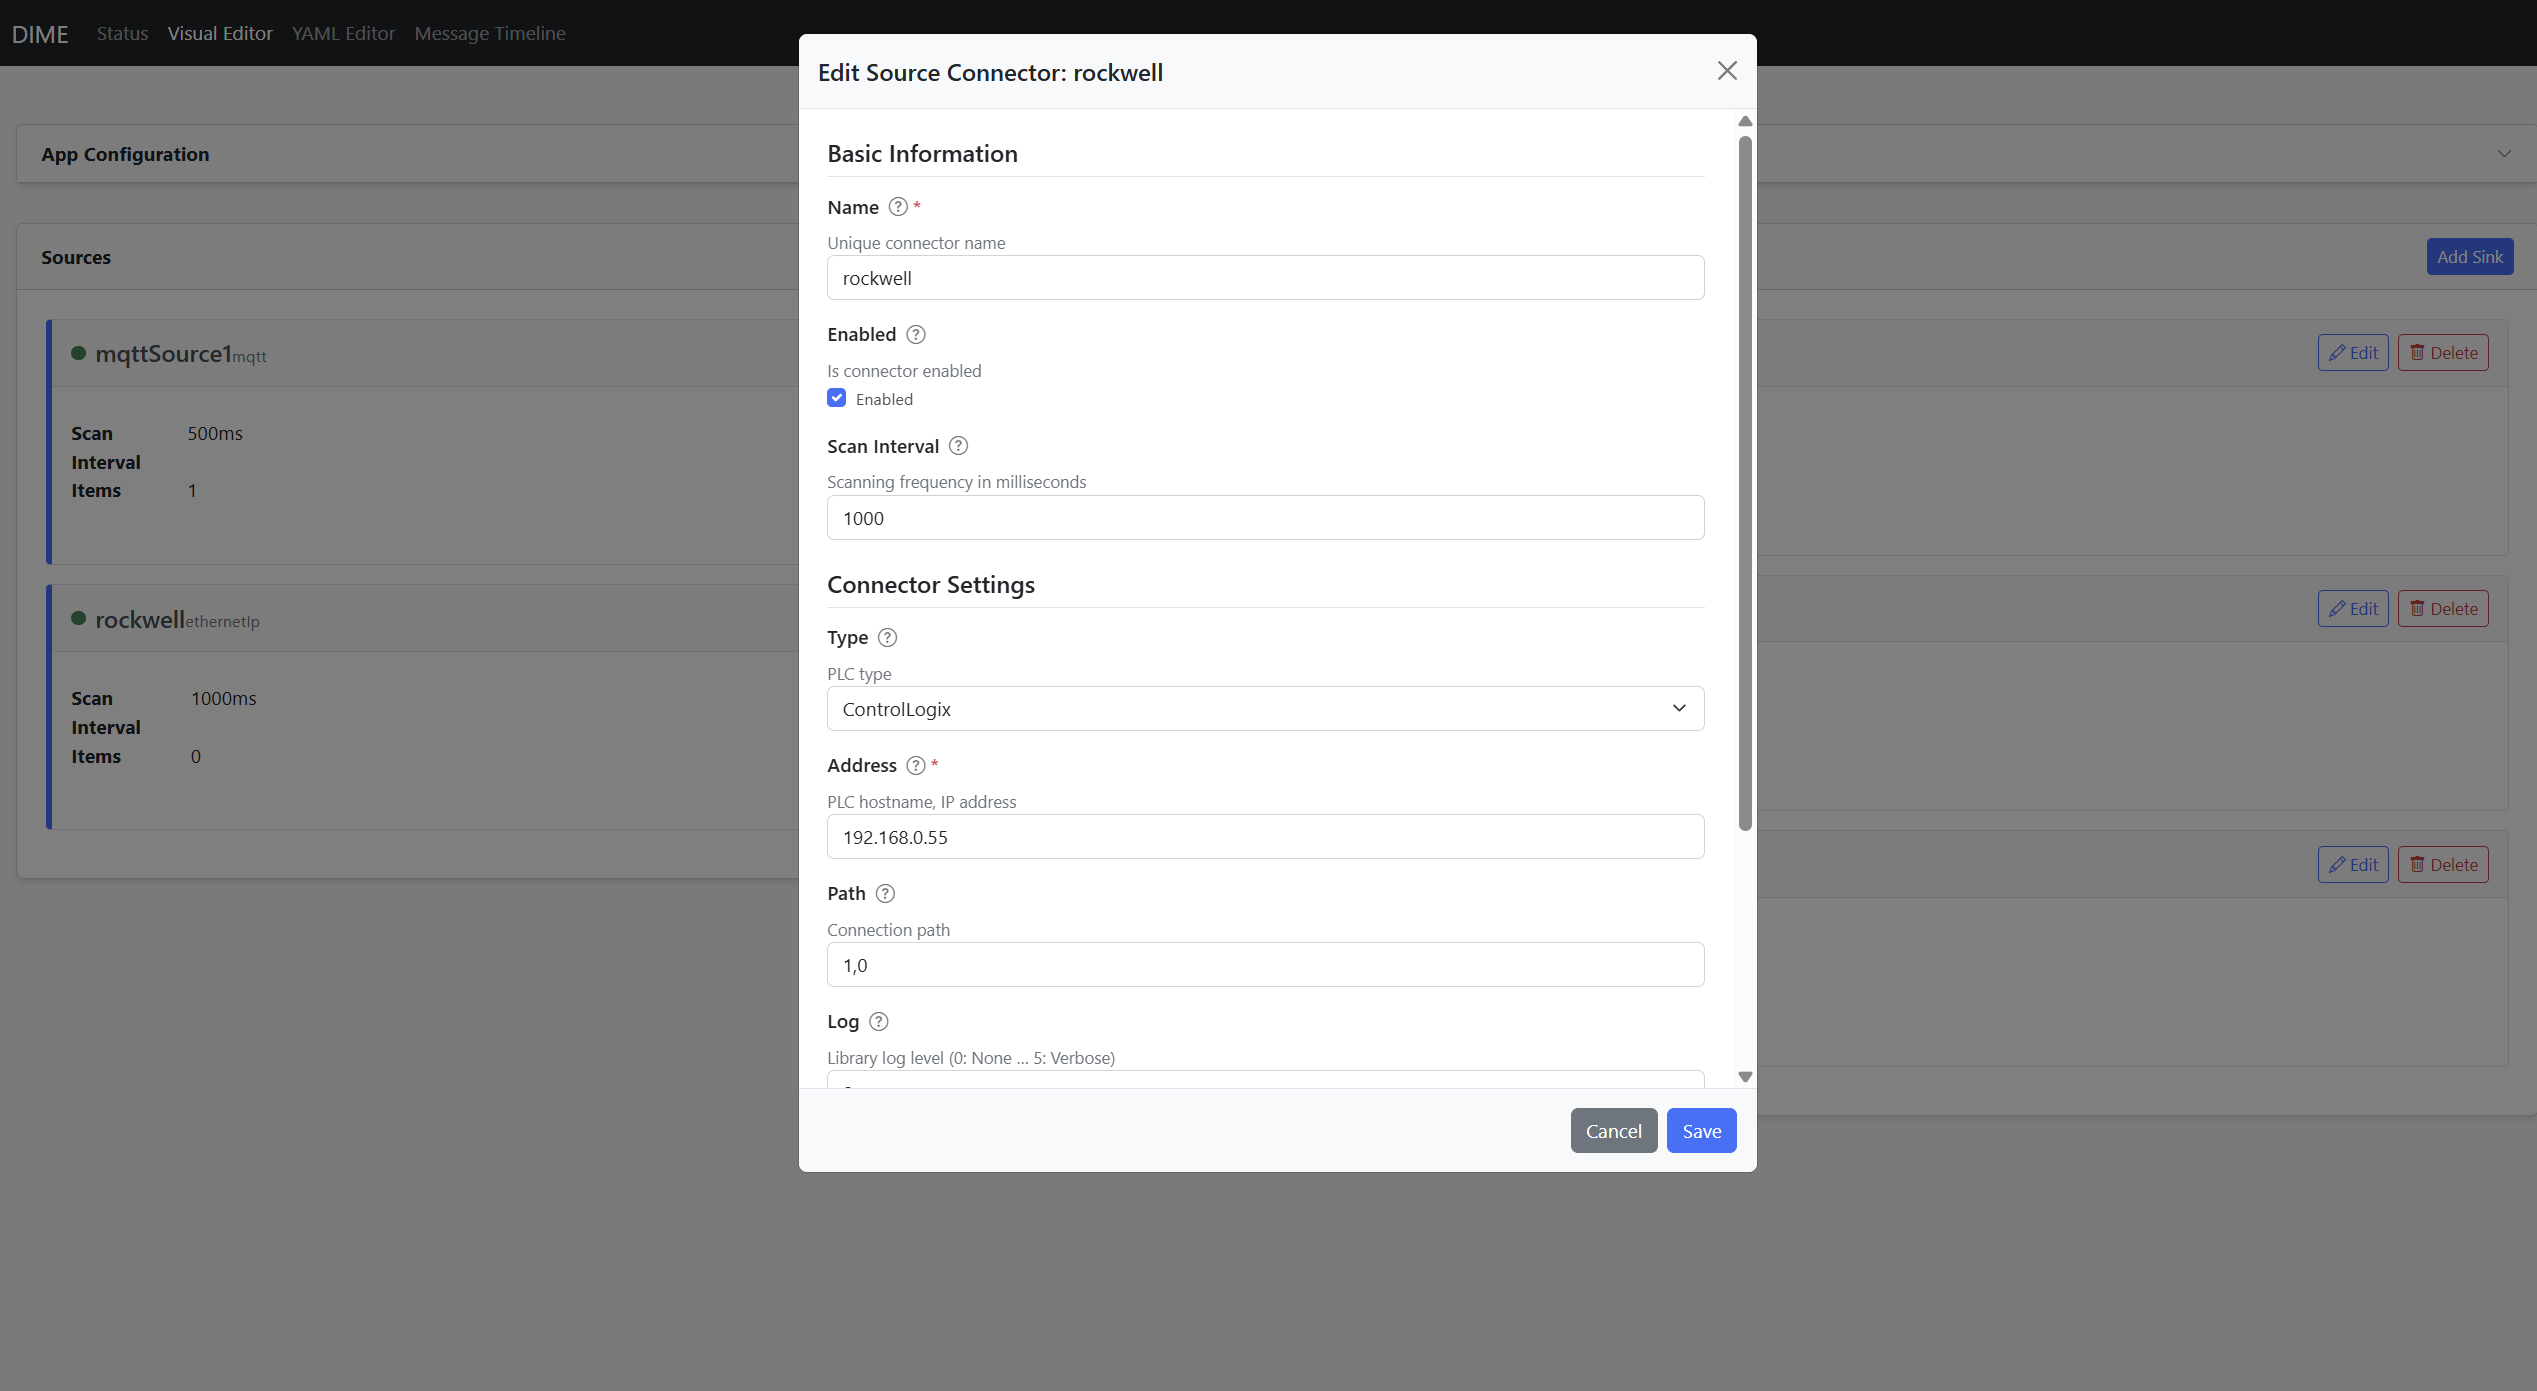 DIME Status Visual Editor YAML Editor Message Timeline
Edit Source Connector: rockwell
App Configuration
Sources
Add Sink
mqttSource1 mqtt
Scan Interval 500ms
Items 1
rockwell ethernetIp
Scan Interval 1000ms
Items 0
Edit Delete
Edit Delete
Edit Delete
Basic Information
Name ? *
Unique connector name
rockwell
Enabled ?
Is connector enabled
Enabled
Scan Interval ?
Scanning frequency in milliseconds
1000
Connector Settings
Type ?
PLC type
ControlLogix
Address ? *
PLC hostname, IP address
192.168.0.55
Path ?
Connection path
1,0
Log ?
Library log level (0: None ... 5: Verbose)
Cancel Save